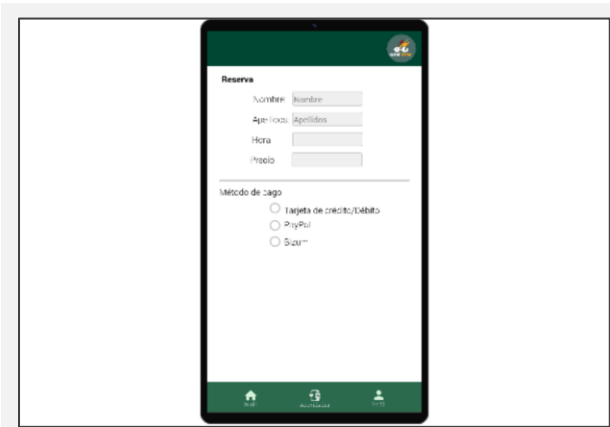 Reserva
Nombre Nombre
Apellidos Apellidos
Hora
Precio
Método de pago
Tarjeta de crédito/Débito
PayPal
Bizum